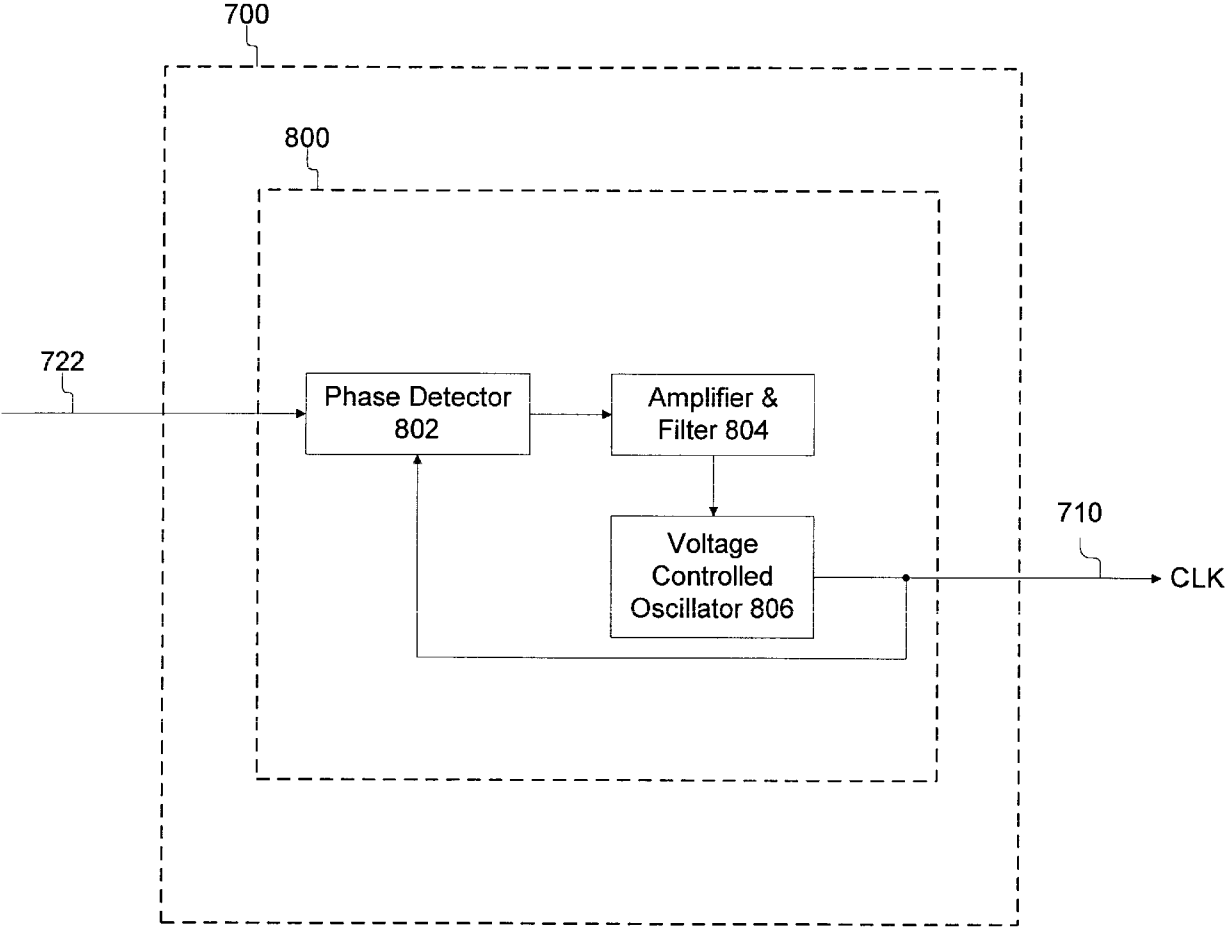 700
800
722
Phase Detector
802
Amplifier &
Filter 804
Voltage
Controlled
Oscillator 806
710
CLK